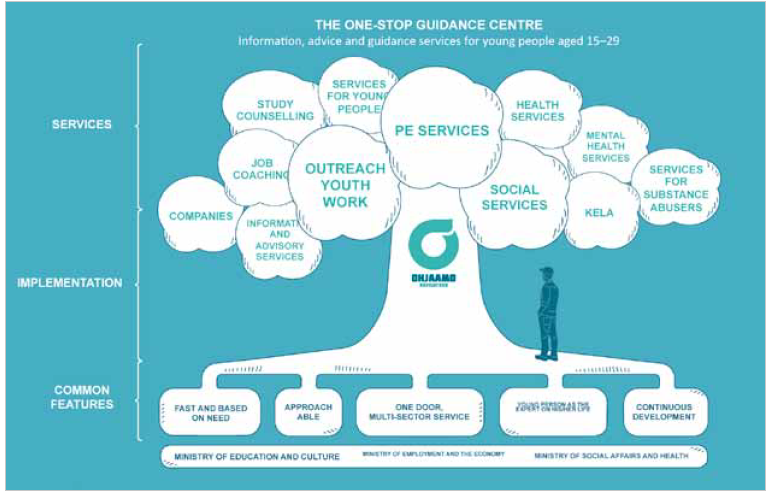 THE ONE-STOP GUIDANCE CENTRE
Information, advice and guidance services for young people aged 15–29
SERVICES
IMPLEMENTATION
COMMON
FEATURES
STUDY
COUNSELLING
SERVICES
FOR YOUNG
PEOPLE
PE SERVICES
HEALTH
SERVICES
MENTAL
HEALTH
SERVICES
JOB
COACHING
OUTREACH
YOUTH
WORK
SOCIAL
SERVICES
SERVICES
FOR
SUBSTANCE
ABUSERS
COMPANIES
INFORMATI
AND
ADVISORY
SERVICES
KELA
OHJAAMO
FAST AND BASED
ON NEED
APPROACH
ABLE
ONE DOOR,
MULTI-SECTOR SERVICE
YOUNG PERSON AS THE
EXPERT ON HIS/HER LIFE
CONTINUOUS
DEVELOPMENT
MINISTRY OF EDUCATION AND CULTURE
MINISTRY OF EMPLOYMENT AND THE ECONOMY
MINISTRY OF SOCIAL AFFAIRS AND HEALTH